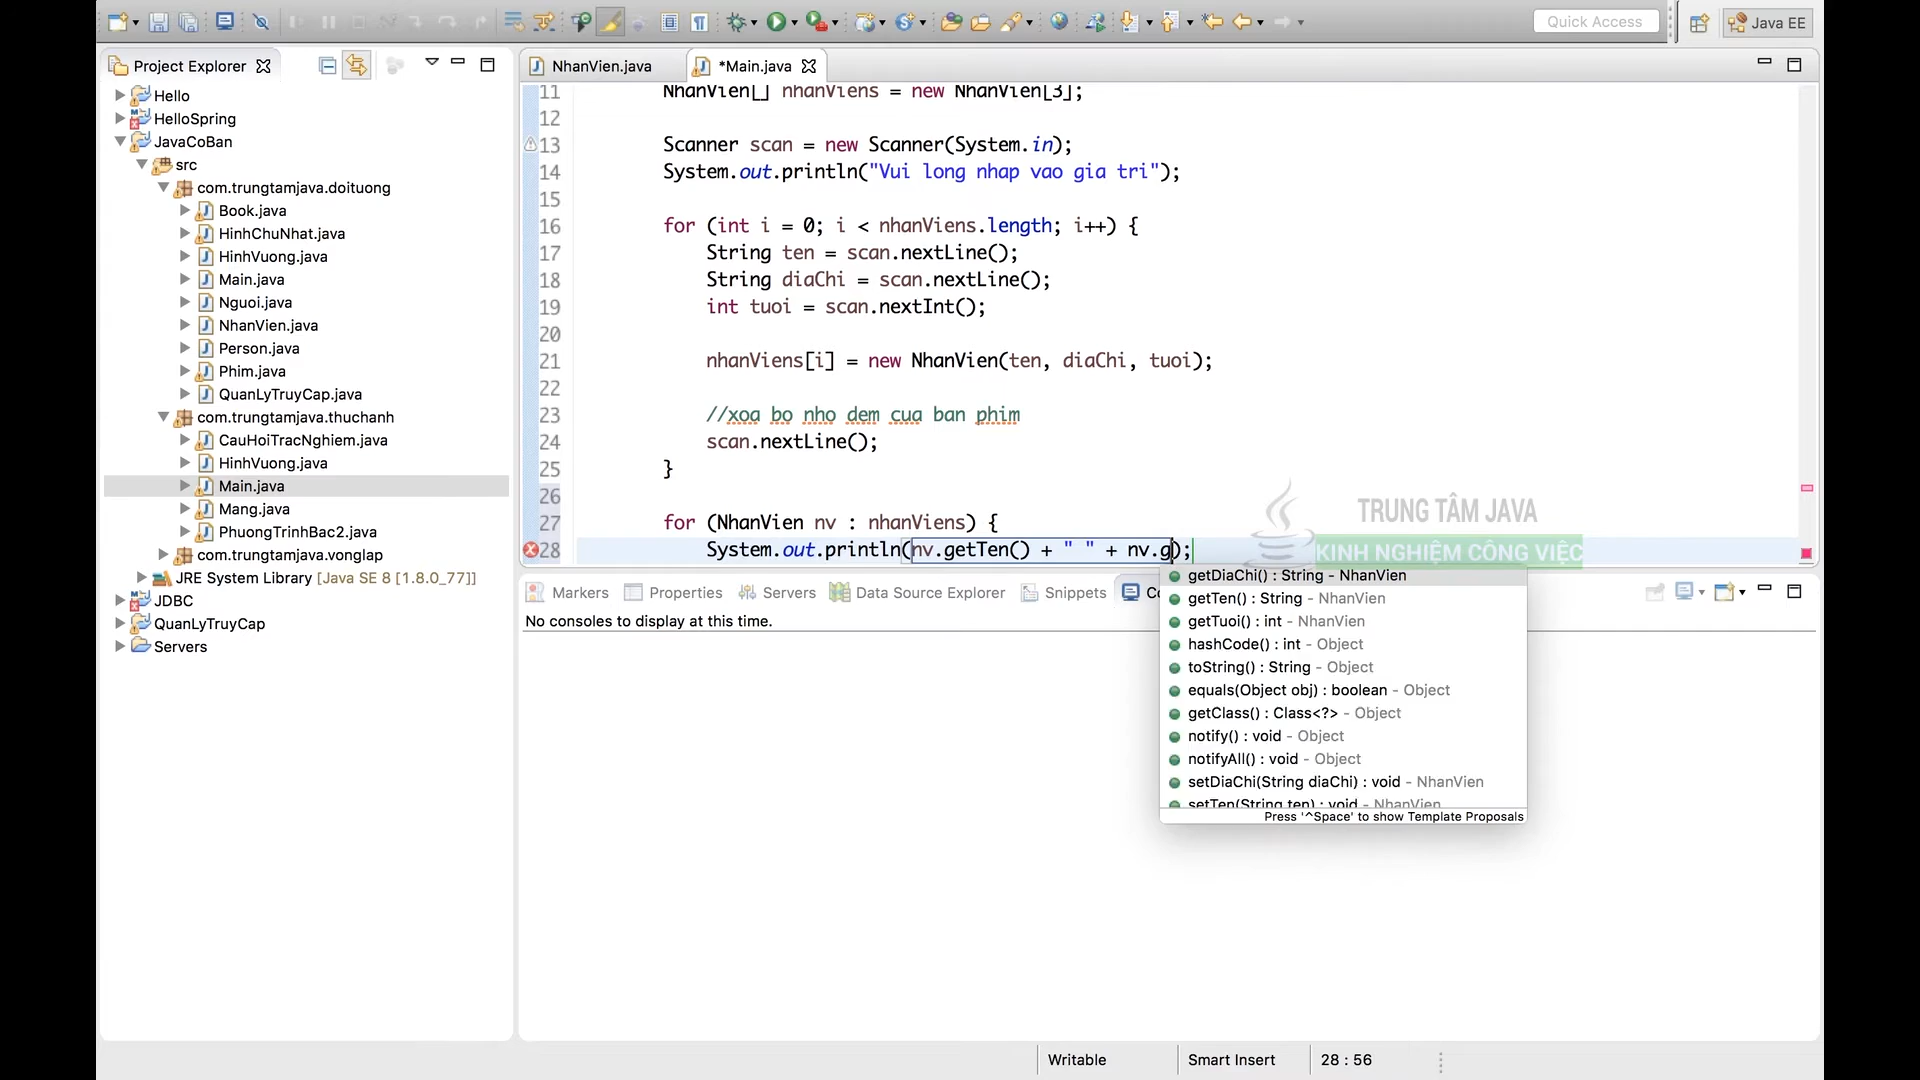 Quick Access
Java EE
Project Explorer
NhanVien.java
*Main.java
Hello
HelloSpring
JavaCoBan
src
com.trungtamjava.doituong
Book.java
HinhChuNhat.java
HinhVuong.java
Main.java
Nguoi.java
NhanVien.java
Person.java
Phim.java
QuanLyTruyCap.java
com.trungtamjava.thuchanh
CauHoiTracNghiem.java
HinhVuong.java
Main.java
Mang.java
PhuongTrinhBac2.java
com.trungtamjava.vonglap
JRE System Library [Java SE 8 [1.8.0_77]]
JDBC
QuanLyTruyCap
Servers
11 NhanVien[] nhanViens = new NhanVien[3];
12
13 Scanner scan = new Scanner(System.in);
14 System.out.println("Vui long nhap vao gia tri");
15
16 for (int i = 0; i < nhanViens.length; i++) {
17 String ten = scan.nextLine();
18 String diaChi = scan.nextLine();
19 int tuoi = scan.nextInt();
20
21 nhanViens[i] = new NhanVien(ten, diaChi, tuoi);
22
23 //xoa bo nho dem cua ban phim
24 scan.nextLine();
25 }
26
27 for (NhanVien nv : nhanViens) {
28 System.out.println(nv.getTen() + " " + nv.g);
TRUNG TÂM JAVA
KINH NGHIỆM CÔNG VIỆC
Markers
Properties
Servers
Data Source Explorer
Snippets
Co
No consoles to display at this time.
getDiaChi() : String - NhanVien
getTen() : String - NhanVien
getTuoi() : int - NhanVien
hashCode() : int - Object
toString() : String - Object
equals(Object obj) : boolean - Object
getClass() : Class<?> - Object
notify() : void - Object
notifyAll() : void - Object
setDiaChi(String diaChi) : void - NhanVien
setTen(String ten) : void - NhanVien
Press '^Space' to show Template Proposals
Writable
Smart Insert
28 : 56